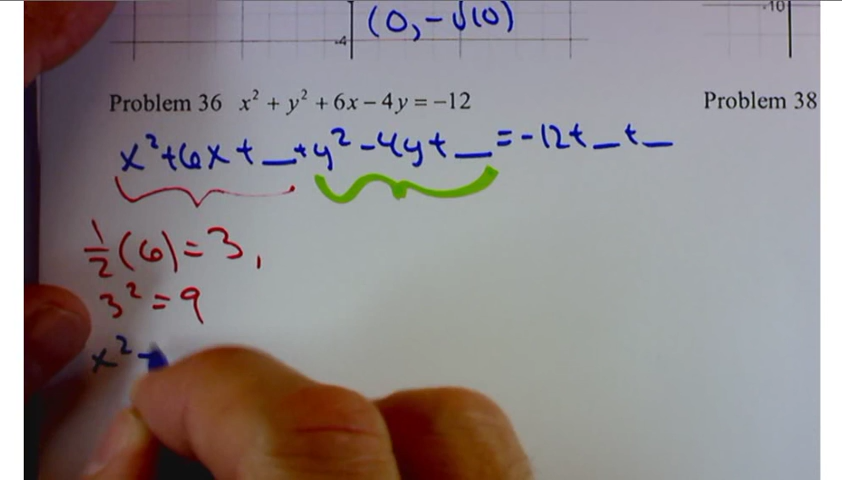 -10
(0, -√10)
-4
Problem 36 x² + y² + 6x − 4y = −12
Problem 38
x² + 6x + _ + y² - 4y + _ = -12 + _ + _
1/2 (6) = 3,
3² = 9
x²